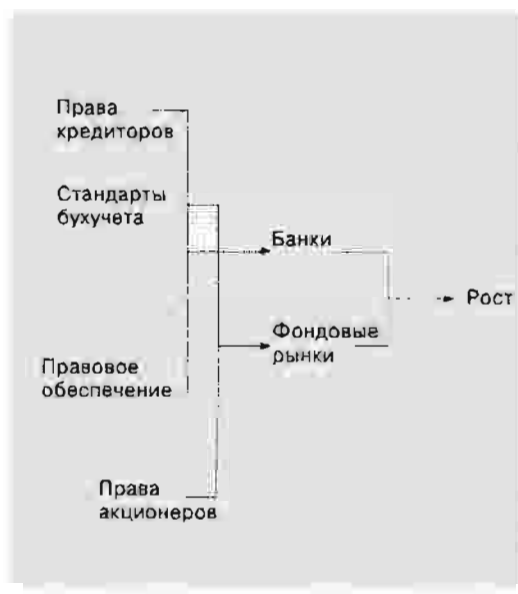 Права
кредиторов
Стандарты
бухучета
Банки
Рост
Фондовые
рынки
Правовое
обеспечение
Права
акционеров